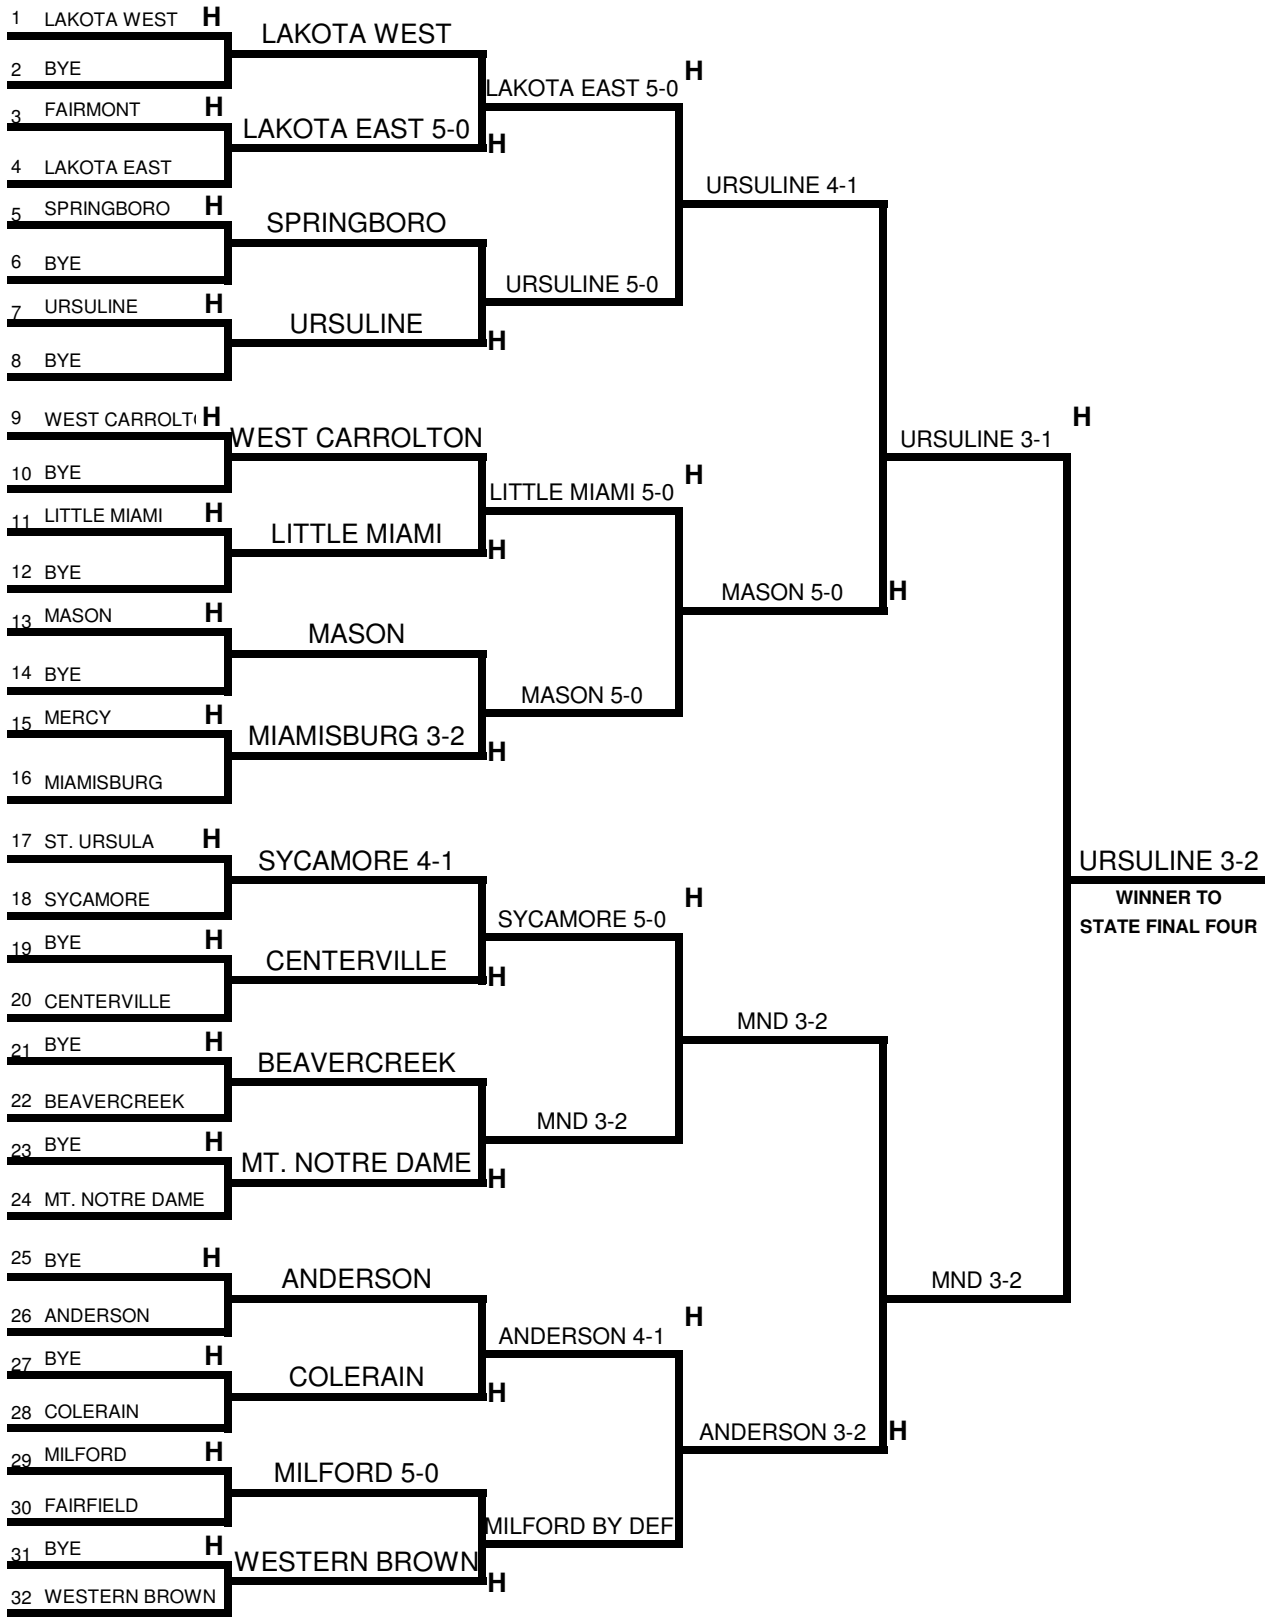 1 LAKOTA WEST H
LAKOTA WEST
2 BYE
H
LAKOTA EAST 5-0
3 FAIRMONT H
LAKOTA EAST 5-0
H
4 LAKOTA EAST
URSULINE 4-1
5 SPRINGBORO H
SPRINGBORO
6 BYE
URSULINE 5-0
7 URSULINE H
URSULINE
H
8 BYE
9 WEST CARROLT H
H
WEST CARROLTON
URSULINE 3-1
10 BYE
H
LITTLE MIAMI 5-0
11 LITTLE MIAMI H
LITTLE MIAMI
H
12 BYE
MASON 5-0
H
13 MASON H
MASON
14 BYE
MASON 5-0
15 MERCY H
MIAMISBURG 3-2
H
16 MIAMISBURG
17 ST. URSULA H
SYCAMORE 4-1
URSULINE 3-2
18 SYCAMORE
H
WINNER TO
SYCAMORE 5-0
STATE FINAL FOUR
19 BYE H
CENTERVILLE
H
20 CENTERVILLE
MND 3-2
21 BYE H
BEAVERCREEK
22 BEAVERCREEK
MND 3-2
23 BYE H
MT. NOTRE DAME
H
24 MT. NOTRE DAME
25 BYE H
ANDERSON
MND 3-2
26 ANDERSON
H
ANDERSON 4-1
27 BYE H
COLERAIN
H
28 COLERAIN
ANDERSON 3-2
H
29 MILFORD H
MILFORD 5-0
30 FAIRFIELD
MILFORD BY DEF
31 BYE H
WESTERN BROWN
H
32 WESTERN BROWN